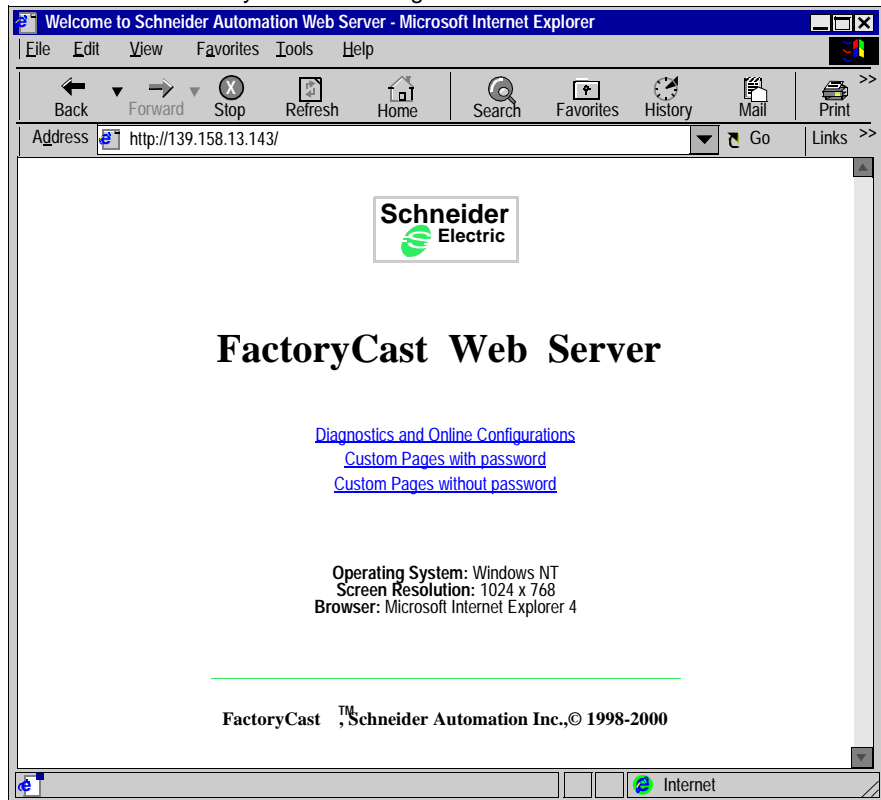 Welcome to Schneider Automation Web Server - Microsoft Internet Explorer
File Edit View Favorites Tools Help
Back Forward Stop Refresh Home Search Favorites History Mail Print >>
Address http://139.158.13.143/ Go Links >>
Schneider
Electric
FactoryCast Web Server
Diagnostics and Online Configurations
Custom Pages with password
Custom Pages without password
Operating System: Windows NT
Screen Resolution: 1024 x 768
Browser: Microsoft Internet Explorer 4
FactoryCast ™, Schneider Automation Inc.,© 1998-2000
Internet